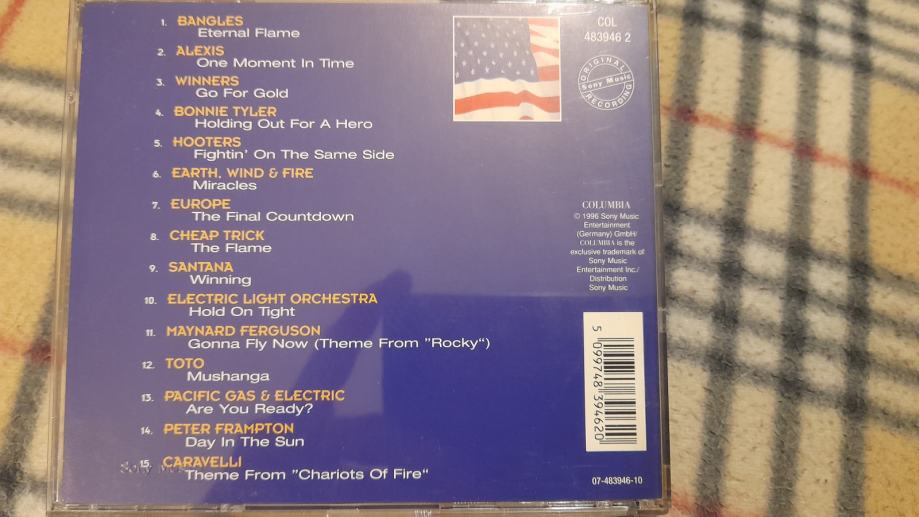 1. BANGLES
Eternal Flame
2. ALEXIS
One Moment In Time
3. WINNERS
Go For Gold
4. BONNIE TYLER
Holding Out For A Hero
5. HOOTERS
Fightin' On The Same Side
6. EARTH, WIND & FIRE
Miracles
7. EUROPE
The Final Countdown
8. CHEAP TRICK
The Flame
9. SANTANA
Winning
10. ELECTRIC LIGHT ORCHESTRA
Hold On Tight
11. MAYNARD FERGUSON
Gonna Fly Now (Theme From "Rocky")
12. TOTO
Mushanga
13. PACIFIC GAS & ELECTRIC
Are You Ready?
14. PETER FRAMPTON
Day In The Sun
15. CARAVELLI
Theme From "Chariots Of Fire"
COL
483946 2
ORIGINAL
Sony Music
RECORDING
COLUMBIA
© 1996 Sony Music
Entertainment
(Germany) GmbH/
COLUMBIA is the
exclusive trademark of
Sony Music
Entertainment Inc./
Distribution
Sony Music
5 099748 394620
07-483946-10